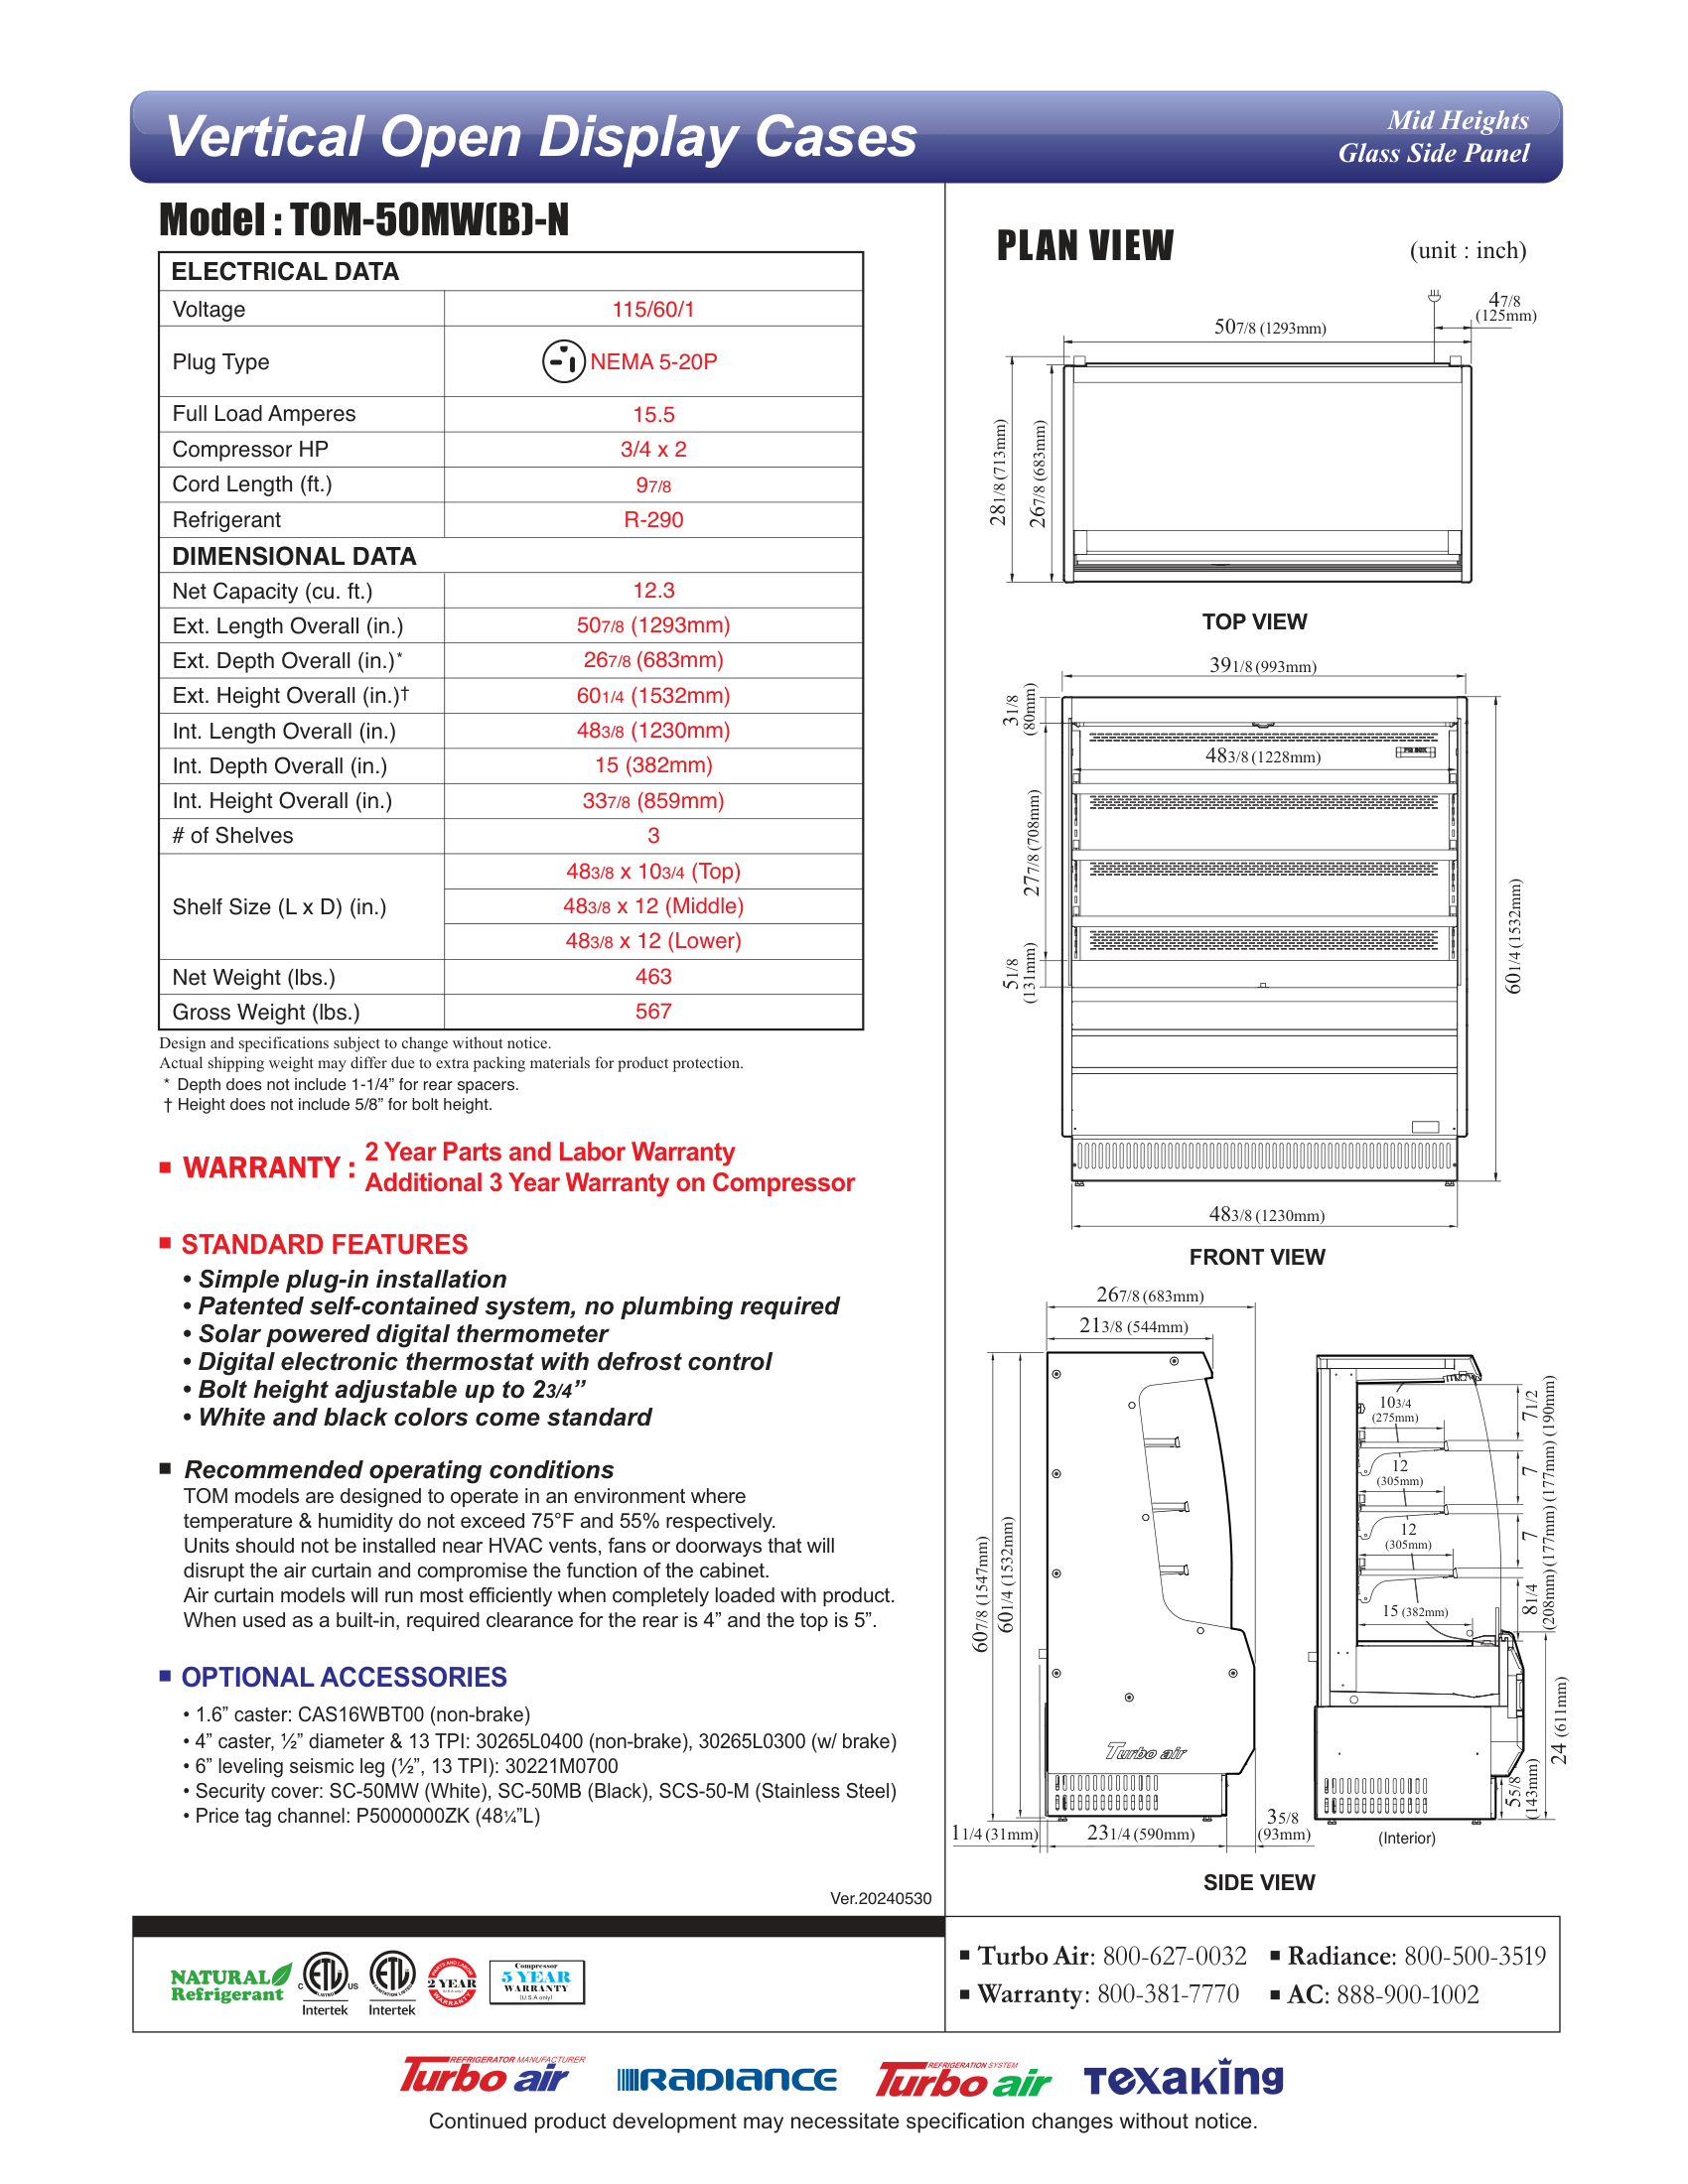 Vertical Open Display Cases
Mid Heights
Glass Side Panel
Model : TOM-50MW(B)-N
ELECTRICAL DATA
Voltage 115/60/1
Plug Type NEMA 5-20P
Full Load Amperes 15.5
Compressor HP 3/4 x 2
Cord Length (ft.) 97/8
Refrigerant R-290
DIMENSIONAL DATA
Net Capacity (cu. ft.) 12.3
Ext. Length Overall (in.) 507/8 (1293mm)
Ext. Depth Overall (in.)* 267/8 (683mm)
Ext. Height Overall (in.)† 601/4 (1532mm)
Int. Length Overall (in.) 483/8 (1230mm)
Int. Depth Overall (in.) 15 (382mm)
Int. Height Overall (in.) 337/8 (859mm)
# of Shelves 3
Shelf Size (L x D) (in.)
483/8 x 103/4 (Top)
483/8 x 12 (Middle)
483/8 x 12 (Lower)
Net Weight (lbs.) 463
Gross Weight (lbs.) 567
Design and specifications subject to change without notice.
Actual shipping weight may differ due to extra packing materials for product protection.
* Depth does not include 1-1/4” for rear spacers.
† Height does not include 5/8” for bolt height.
■ WARRANTY : 2 Year Parts and Labor Warranty
Additional 3 Year Warranty on Compressor
■ STANDARD FEATURES
• Simple plug-in installation
• Patented self-contained system, no plumbing required
• Solar powered digital thermometer
• Digital electronic thermostat with defrost control
• Bolt height adjustable up to 23/4”
• White and black colors come standard
■ Recommended operating conditions
TOM models are designed to operate in an environment where
temperature & humidity do not exceed 75°F and 55% respectively.
Units should not be installed near HVAC vents, fans or doorways that will
disrupt the air curtain and compromise the function of the cabinet.
Air curtain models will run most efficiently when completely loaded with product.
When used as a built-in, required clearance for the rear is 4” and the top is 5”.
■ OPTIONAL ACCESSORIES
• 1.6” caster: CAS16WBT00 (non-brake)
• 4” caster, ½” diameter & 13 TPI: 30265L0400 (non-brake), 30265L0300 (w/ brake)
• 6” leveling seismic leg (½”, 13 TPI): 30221M0700
• Security cover: SC-50MW (White), SC-50MB (Black), SCS-50-M (Stainless Steel)
• Price tag channel: P5000000ZK (48¼”L)
Ver.20240530
PLAN VIEW
(unit : inch)
47/8
(125mm)
507/8 (1293mm)
281/8 (713mm)
267/8 (683mm)
TOP VIEW
391/8 (993mm)
31/8
(80mm)
483/8 (1228mm)
277/8 (708mm)
51/8
(131mm)
601/4 (1532mm)
483/8 (1230mm)
FRONT VIEW
267/8 (683mm)
213/8 (544mm)
607/8 (1547mm)
601/4 (1532mm)
Turbo air
11/4 (31mm)
231/4 (590mm)
35/8
(93mm)
103/4
(275mm)
12
(305mm)
12
(305mm)
15 (382mm)
71/2
(190mm)
7
(177mm)
7
(177mm)
81/4
(208mm)
24 (611mm)
55/8
(143mm)
(Interior)
SIDE VIEW
NATURAL
Refrigerant
C ETL US
LISTED
Intertek
ETL
Intertek
PARTS AND LABOR
2 YEAR
WARRANTY
Compressor
5 YEAR
WARRANTY
(U.S.A only)
■ Turbo Air: 800-627-0032
■ Radiance: 800-500-3519
■ Warranty: 800-381-7770
■ AC: 888-900-1002
REFRIGERATOR MANUFACTURER
Turbo air
RADIANCE
REFRIGERATION SYSTEM
Turbo air
Texaking
Continued product development may necessitate specification changes without notice.